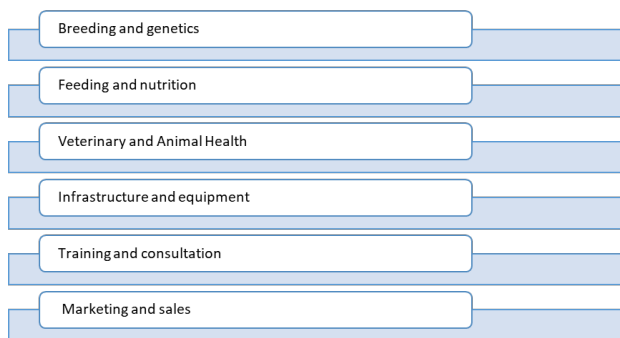 Breeding and genetics
Feeding and nutrition
Veterinary and Animal Health
Infrastructure and equipment
Training and consultation
Marketing and sales